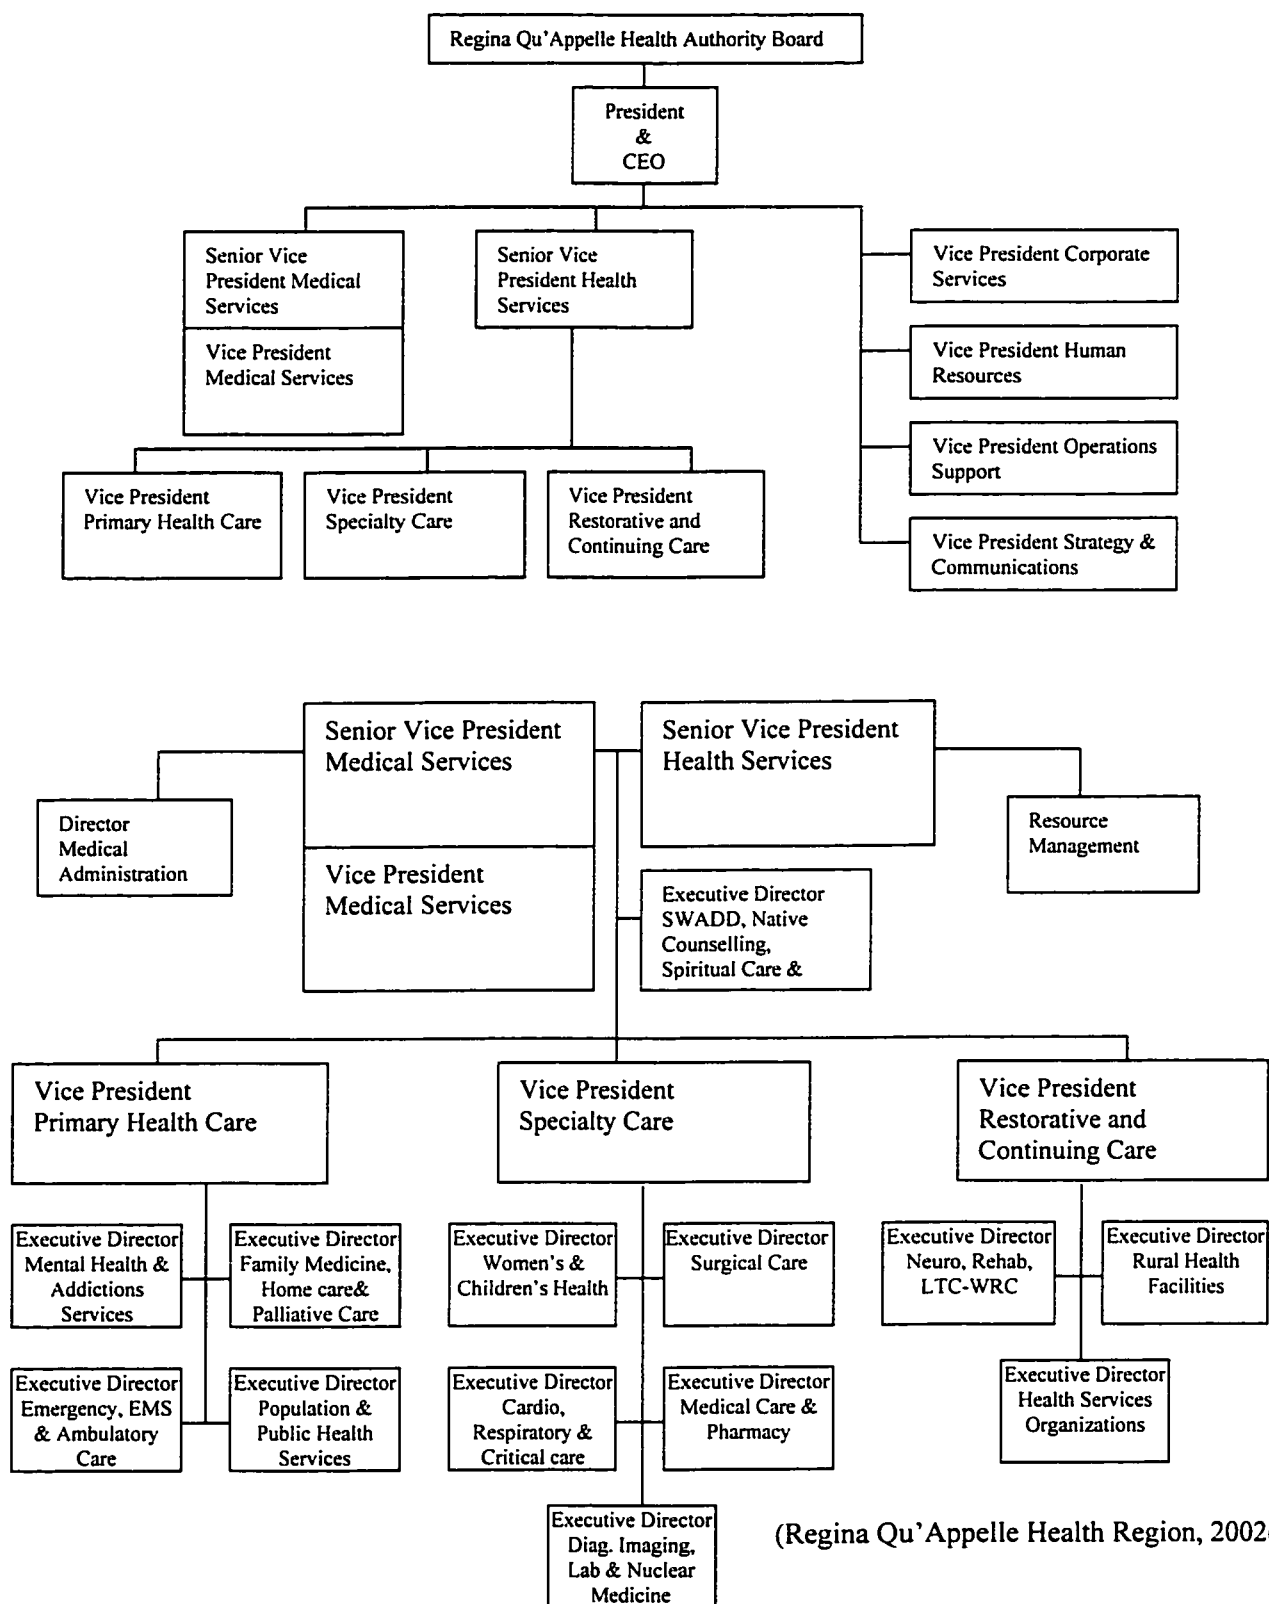 Regina Qu'Appelle Health Authority Board
President
&
CEO
Senior Vice
President Medical
Services
Vice President
Medical Services
Senior Vice
President Health
Services
Vice President Corporate
Services
Vice President Human
Resources
Vice President Operations
Support
Vice President Strategy &
Communications
Vice President
Primary Health Care
Vice President
Specialty Care
Vice President
Restorative and
Continuing Care
Senior Vice President
Medical Services
Senior Vice President
Health Services
Director
Medical
Administration
Vice President
Medical Services
Resource
Management
Executive Director
SWADD, Native
Counselling,
Spiritual Care &
Vice President
Primary Health Care
Vice President
Specialty Care
Vice President
Restorative and
Continuing Care
Executive Director
Mental Health &
Addictions
Services
Executive Director
Family Medicine,
Home care&
Palliative Care
Executive Director
Women's &
Children's Health
Executive Director
Surgical Care
Executive Director
Neuro, Rehab,
LTC-WRC
Executive Director
Rural Health
Facilities
Executive Director
Emergency, EMS
& Ambulatory
Care
Executive Director
Population &
Public Health
Services
Executive Director
Cardio,
Respiratory &
Critical care
Executive Director
Medical Care &
Pharmacy
Executive Director
Health Services
Organizations
Executive Director
Diag. Imaging,
Lab & Nuclear
Medicine
(Regina Qu'Appelle Health Region, 2002